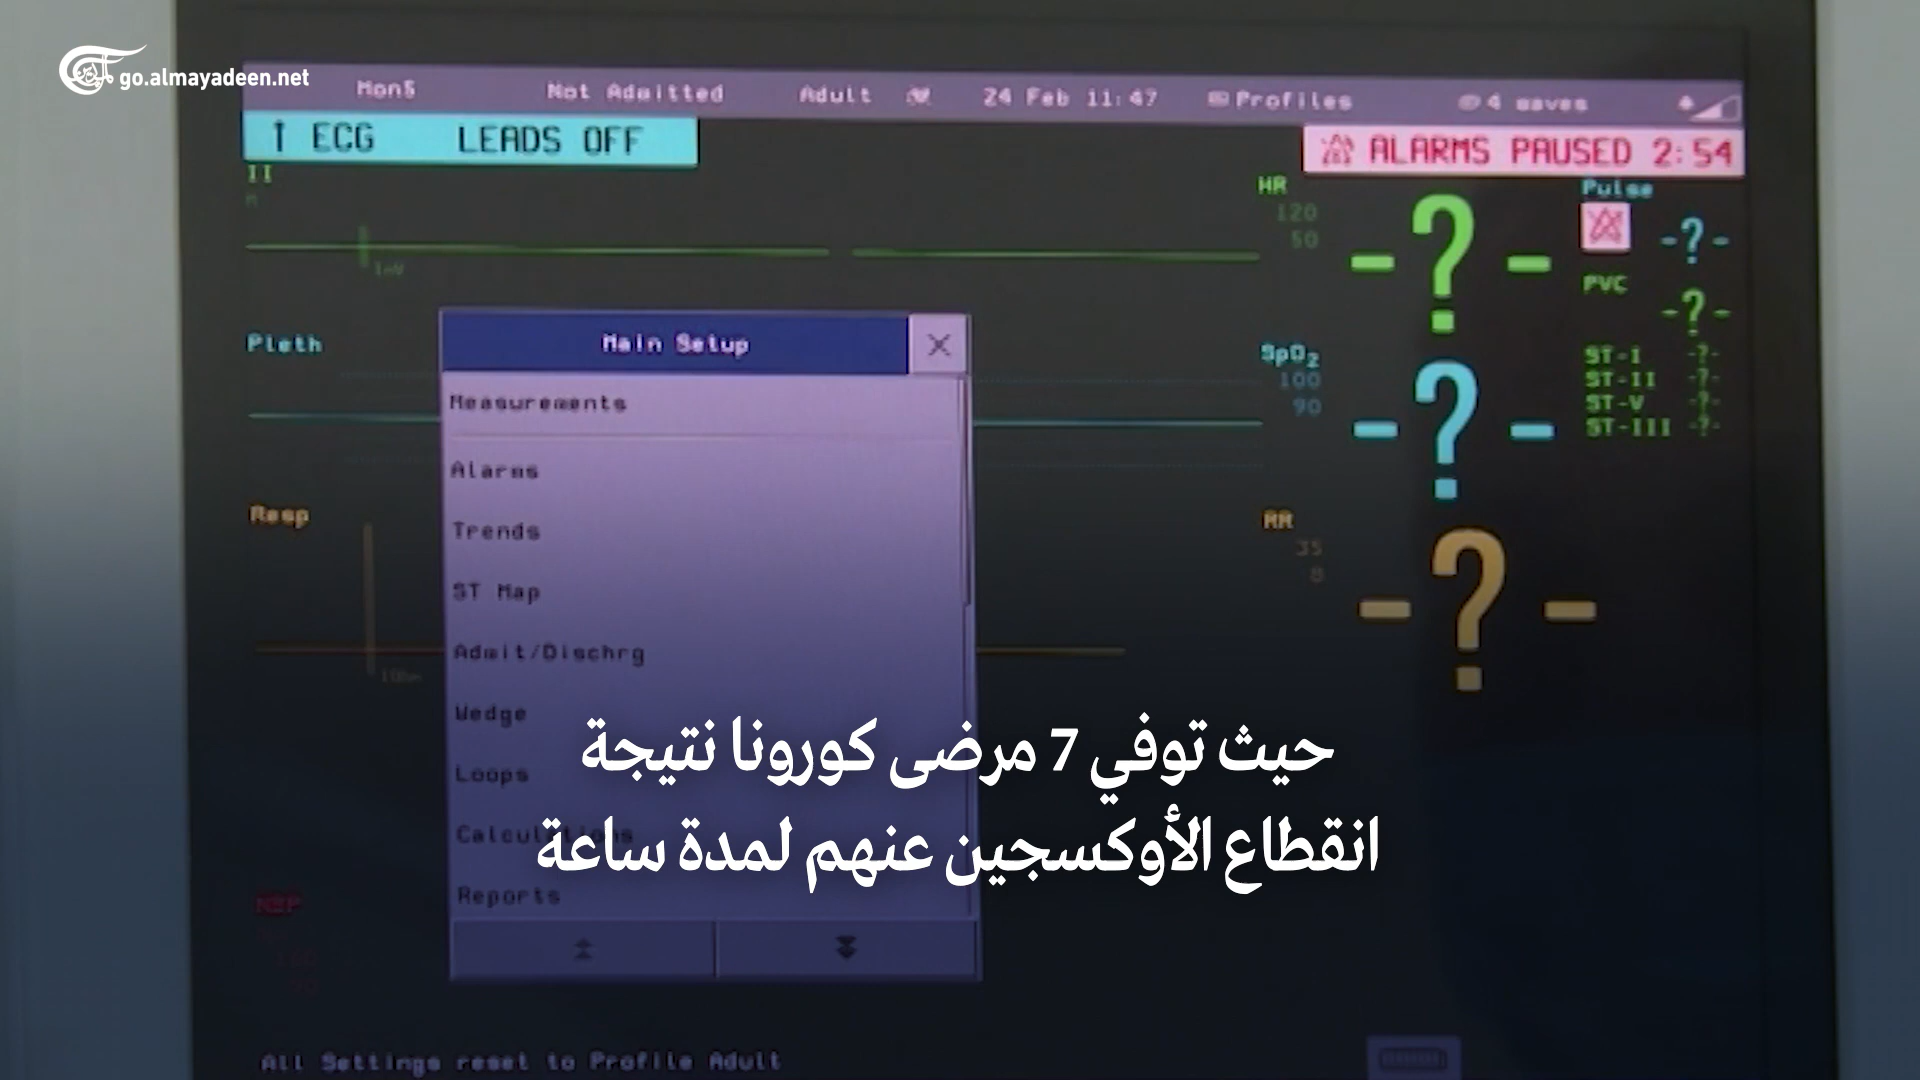 go.almayadeen.net
Mon5 Not Admitted Adult 24 Feb 11:47 Profiles 4 waves
ECG LEADS OFF
ALARMS PAUSED 2:54
II
1mV
HR
120
50
-?-
Pulse
-?-
PVC
-?-
Pleth
SpO2
100
90
-?-
ST-I -?-
ST-II -?-
ST-V -?-
ST-III -?-
Resp
RR
35
8
-?-
Main Setup
Measurements
Alarms
Trends
ST Map
Admit/Dischrg
Wedge
Loops
Calculations
Reports
حيث توفي 7 مرضى كورونا نتيجة
انقطاع الأوكسجين عنهم لمدة ساعة
All Settings reset to Profile Adult